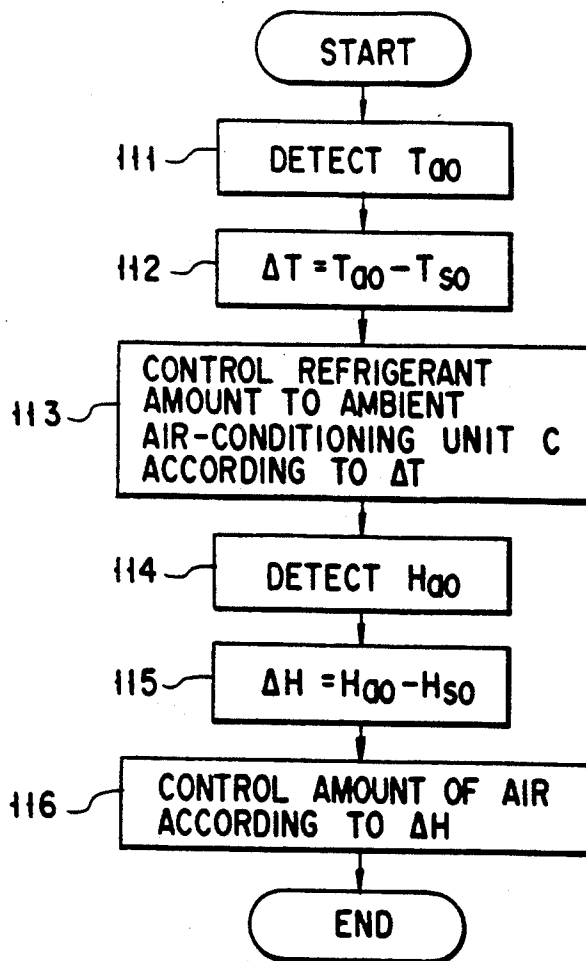 START
111
DETECT Tao
112
ΔT = Tao - Tso
113
CONTROL REFRIGERANT
AMOUNT TO AMBIENT
AIR-CONDITIONING UNIT C
ACCORDING TO ΔT
114
DETECT Hao
115
ΔH = Hao - Hso
116
CONTROL AMOUNT OF AIR
ACCORDING TO ΔH
END